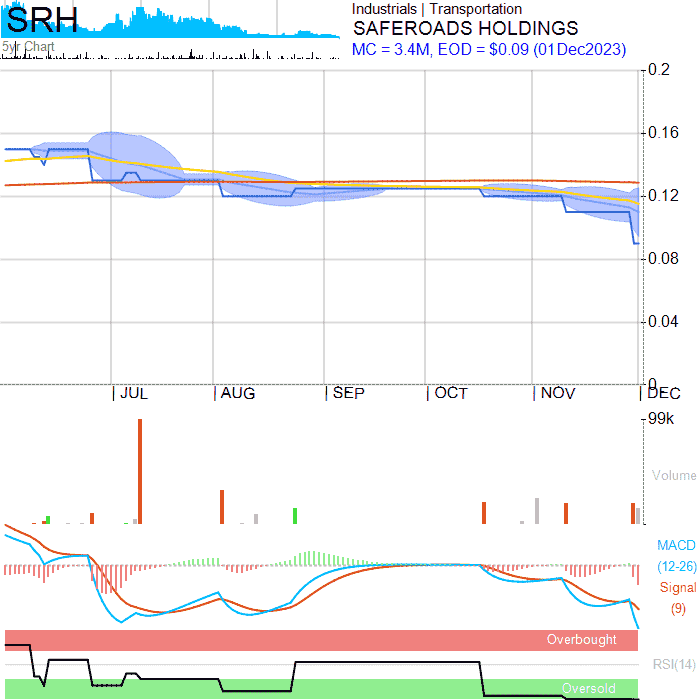 SRH
5yr Chart
Industrials | Transportation
SAFEROADS HOLDINGS
MC = 3.4M, EOD = $0.09 (01Dec2023)
0.2
0.16
0.12
0.08
0.04
0
JUL AUG SEP OCT NOV DEC
99k
Volume
MACD
(12-26)
Signal
(9)
Overbought
RSI(14)
Oversold